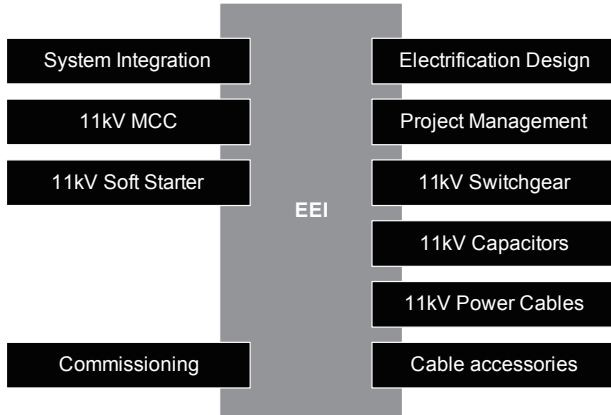 System Integration
Electrification Design
11kV MCC
Project Management
11kV Soft Starter
11kV Switchgear
EEI
11kV Capacitors
11kV Power Cables
Commissioning
Cable accessories